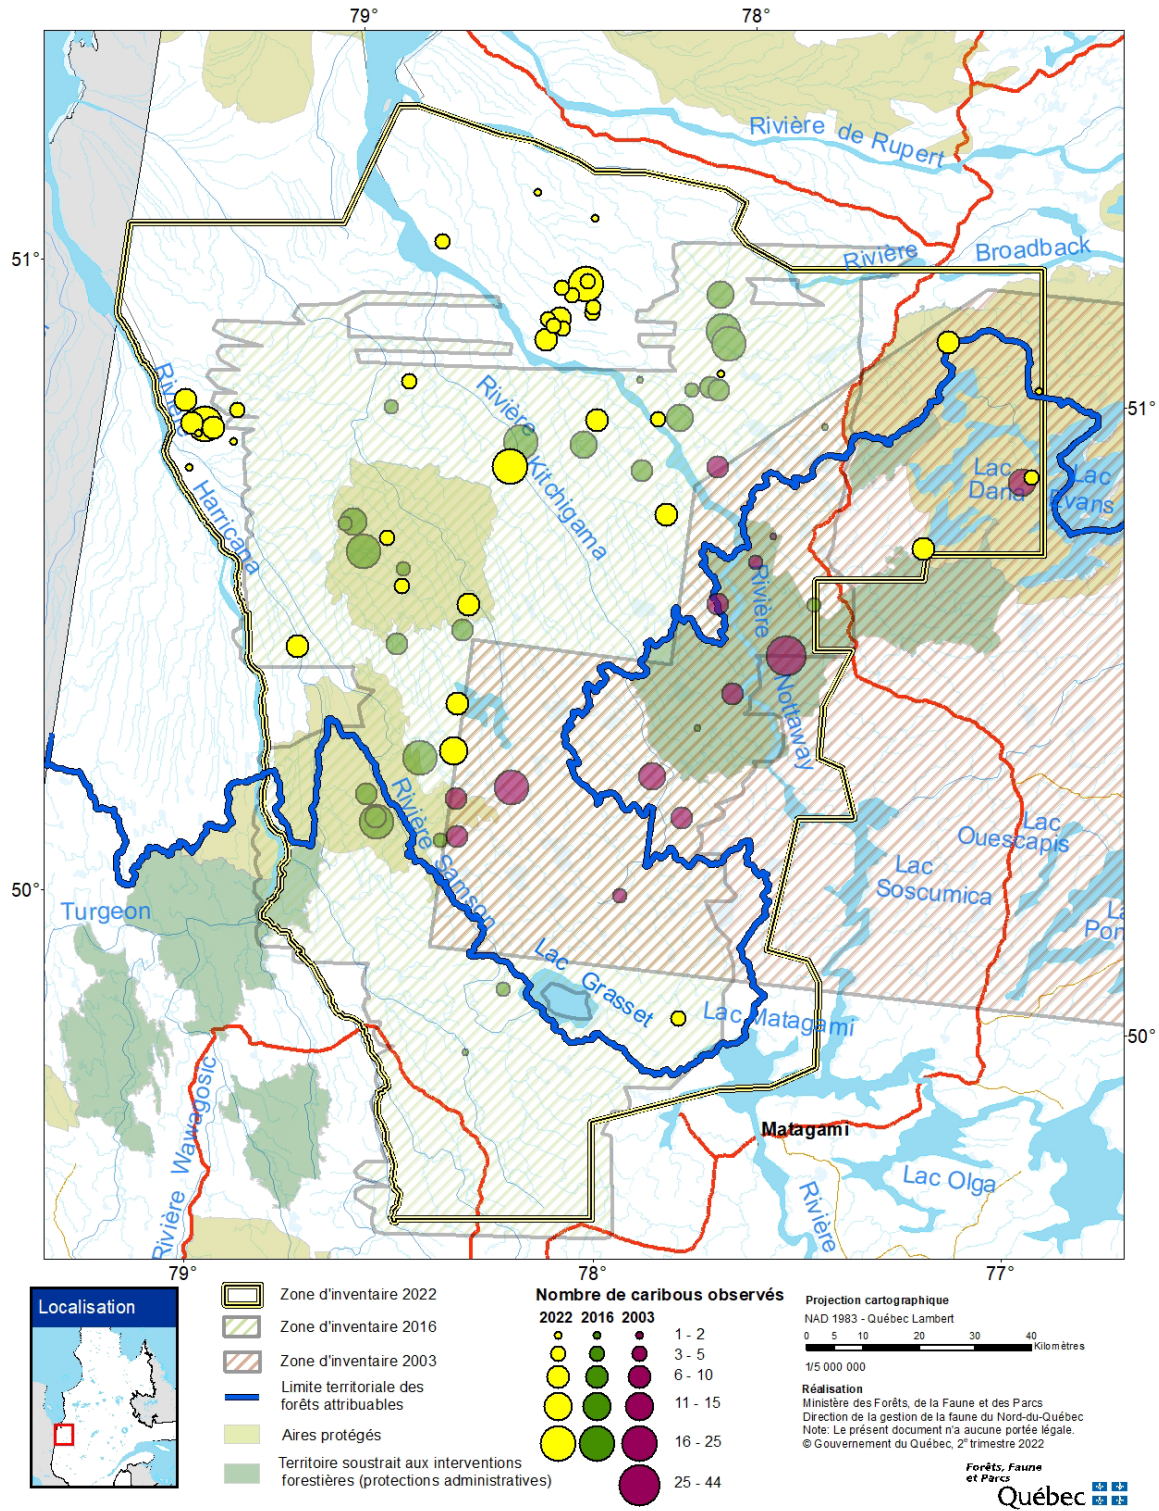 79°
78°
Rivière de Rupert
Rivière Broadback
51°
51°
Rivière
Harricana
Rivière
Kitchigama
Lac
Dana
Lac
Evans
Rivière
Nottaway
Rivière Samson
Lac
Ouescapis
Lac
Soscumica
50°
Turgeon
Lac Grasset
Lac Matagami
50°
Matagami
Rivière Wawagosic
Lac Olga
Rivière
79°
78°
77°
Localisation
Zone d'inventaire 2022
Zone d'inventaire 2016
Zone d'inventaire 2003
Limite territoriale des
forêts attribuables
Aires protégés
Territoire soustrait aux interventions
forestières (protections administratives)
Nombre de caribous observés
2022 2016 2003
1 - 2
3 - 5
6 - 10
11 - 15
16 - 25
25 - 44
Projection cartographique
NAD 1983 - Québec Lambert
0 5 10 20 30 40
Kilomètres
1/5 000 000
Réalisation
Ministère des Forêts, de la Faune et des Parcs
Direction de la gestion de la faune du Nord-du-Québec
Note: Le présent document n'a aucune portée légale.
© Gouvernement du Québec, 2e trimestre 2022
Forêts, Faune
et Parcs
Québec